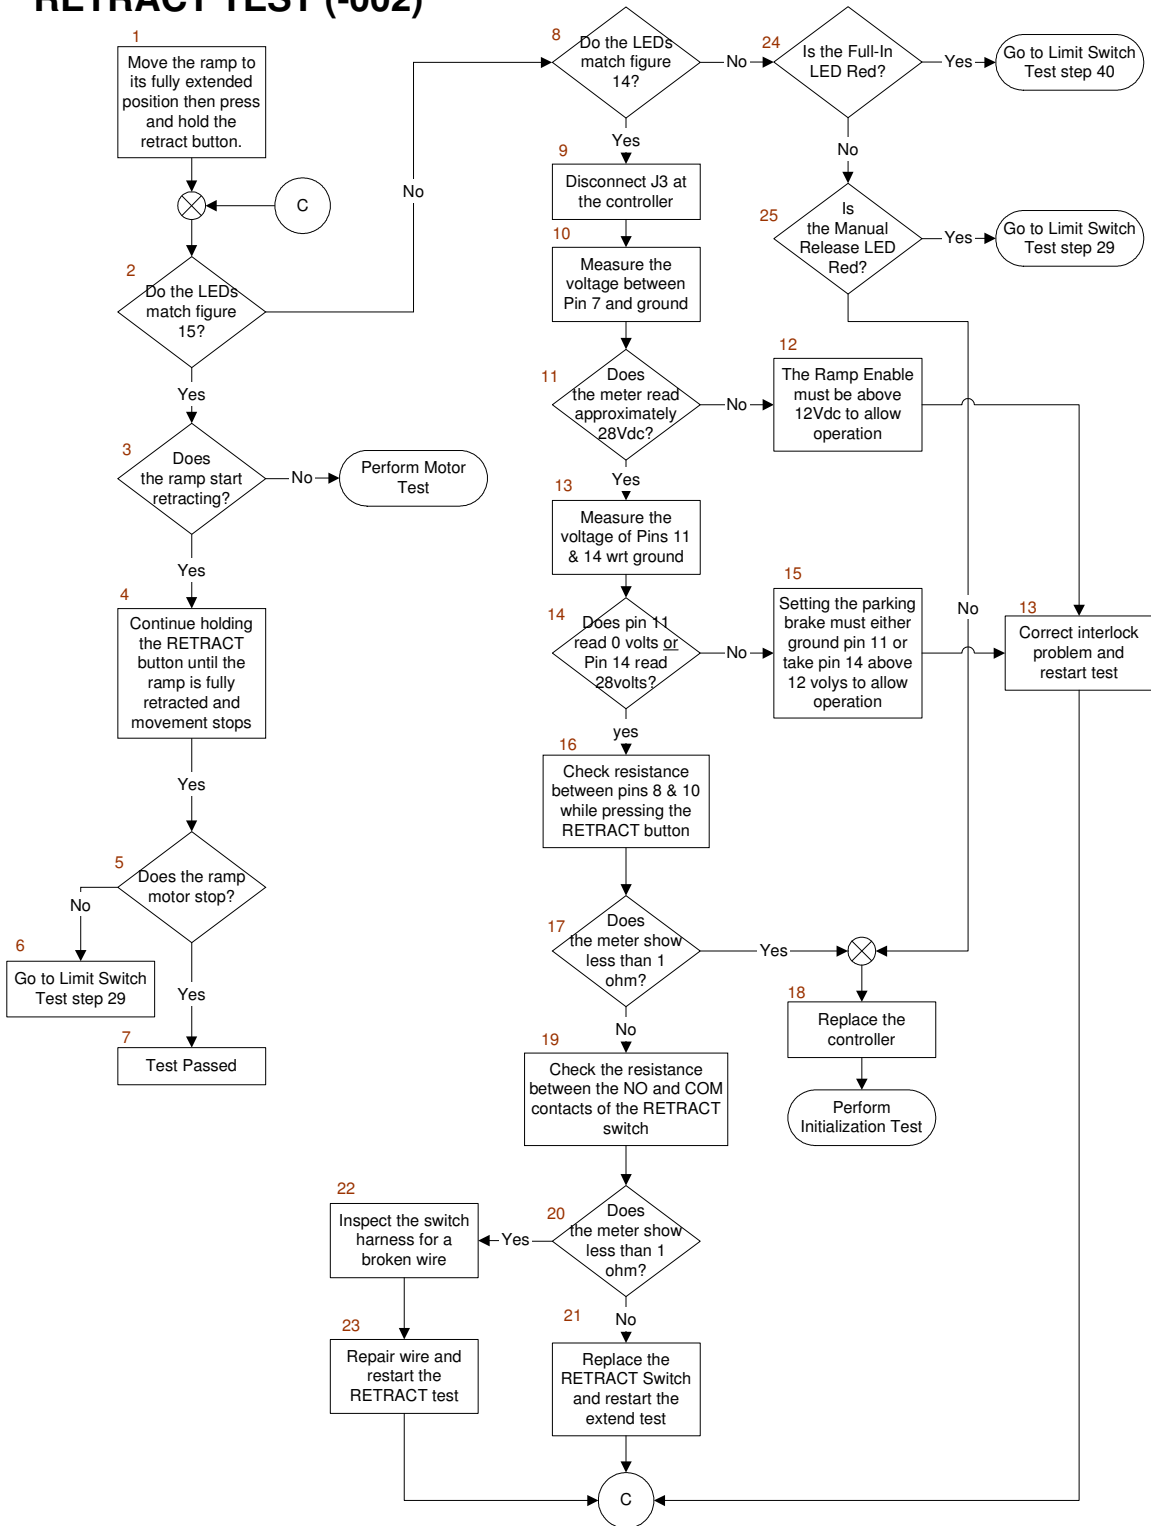 RETRACT TEST (-002)
1
Move the ramp to
its fully extended
position then press
and hold the
retract button.
C
2
Do the LEDs
match figure
15?
No
Yes
3
Does
the ramp start
retracting?
No
Perform Motor
Test
Yes
4
Continue holding
the RETRACT
button until the
ramp is fully
retracted and
movement stops
Yes
5
Does the ramp
motor stop?
No
6
Go to Limit Switch
Test step 29
Yes
7
Test Passed
8
Do the LEDs
match figure
14?
No
24
Is the Full-In
LED Red?
Yes
Go to Limit Switch
Test step 40
No
25
Is
the Manual
Release LED
Red?
Yes
Go to Limit Switch
Test step 29
No
Yes
9
Disconnect J3 at
the controller
10
Measure the
voltage between
Pin 7 and ground
11
Does
the meter read
approximately
28Vdc?
No
12
The Ramp Enable
must be above
12Vdc to allow
operation
Yes
13
Measure the
voltage of Pins 11
& 14 wrt ground
14
Does pin 11
read 0 volts or
Pin 14 read
28volts?
No
15
Setting the parking
brake must either
ground pin 11 or
take pin 14 above
12 volys to allow
operation
13
Correct interlock
problem and
restart test
yes
16
Check resistance
between pins 8 & 10
while pressing the
RETRACT button
17
Does
the meter show
less than 1
ohm?
Yes
18
Replace the
controller
Perform
Initialization Test
No
19
Check the resistance
between the NO and COM
contacts of the RETRACT
switch
20
Does
the meter show
less than 1
ohm?
Yes
22
Inspect the switch
harness for a
broken wire
23
Repair wire and
restart the
RETRACT test
No
21
Replace the
RETRACT Switch
and restart the
extend test
C